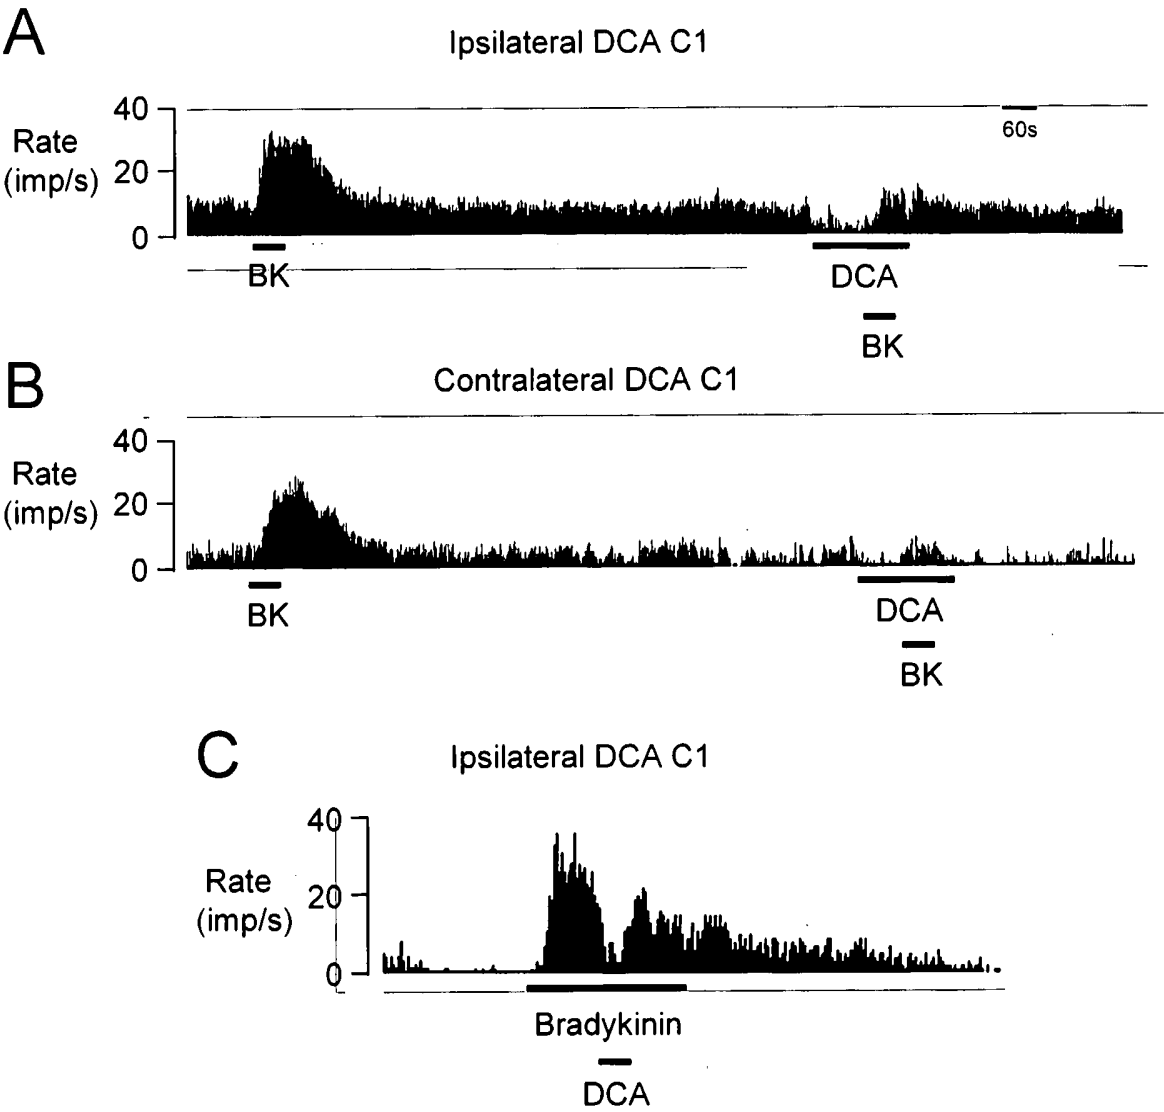 A
Ipsilateral DCA C1
40
Rate
(imp/s)
20
0
60s
BK
DCA
BK
B
Contralateral DCA C1
40
Rate
(imp/s)
20
0
BK
DCA
BK
C
Ipsilateral DCA C1
40
Rate
(imp/s)
20
0
Bradykinin
DCA